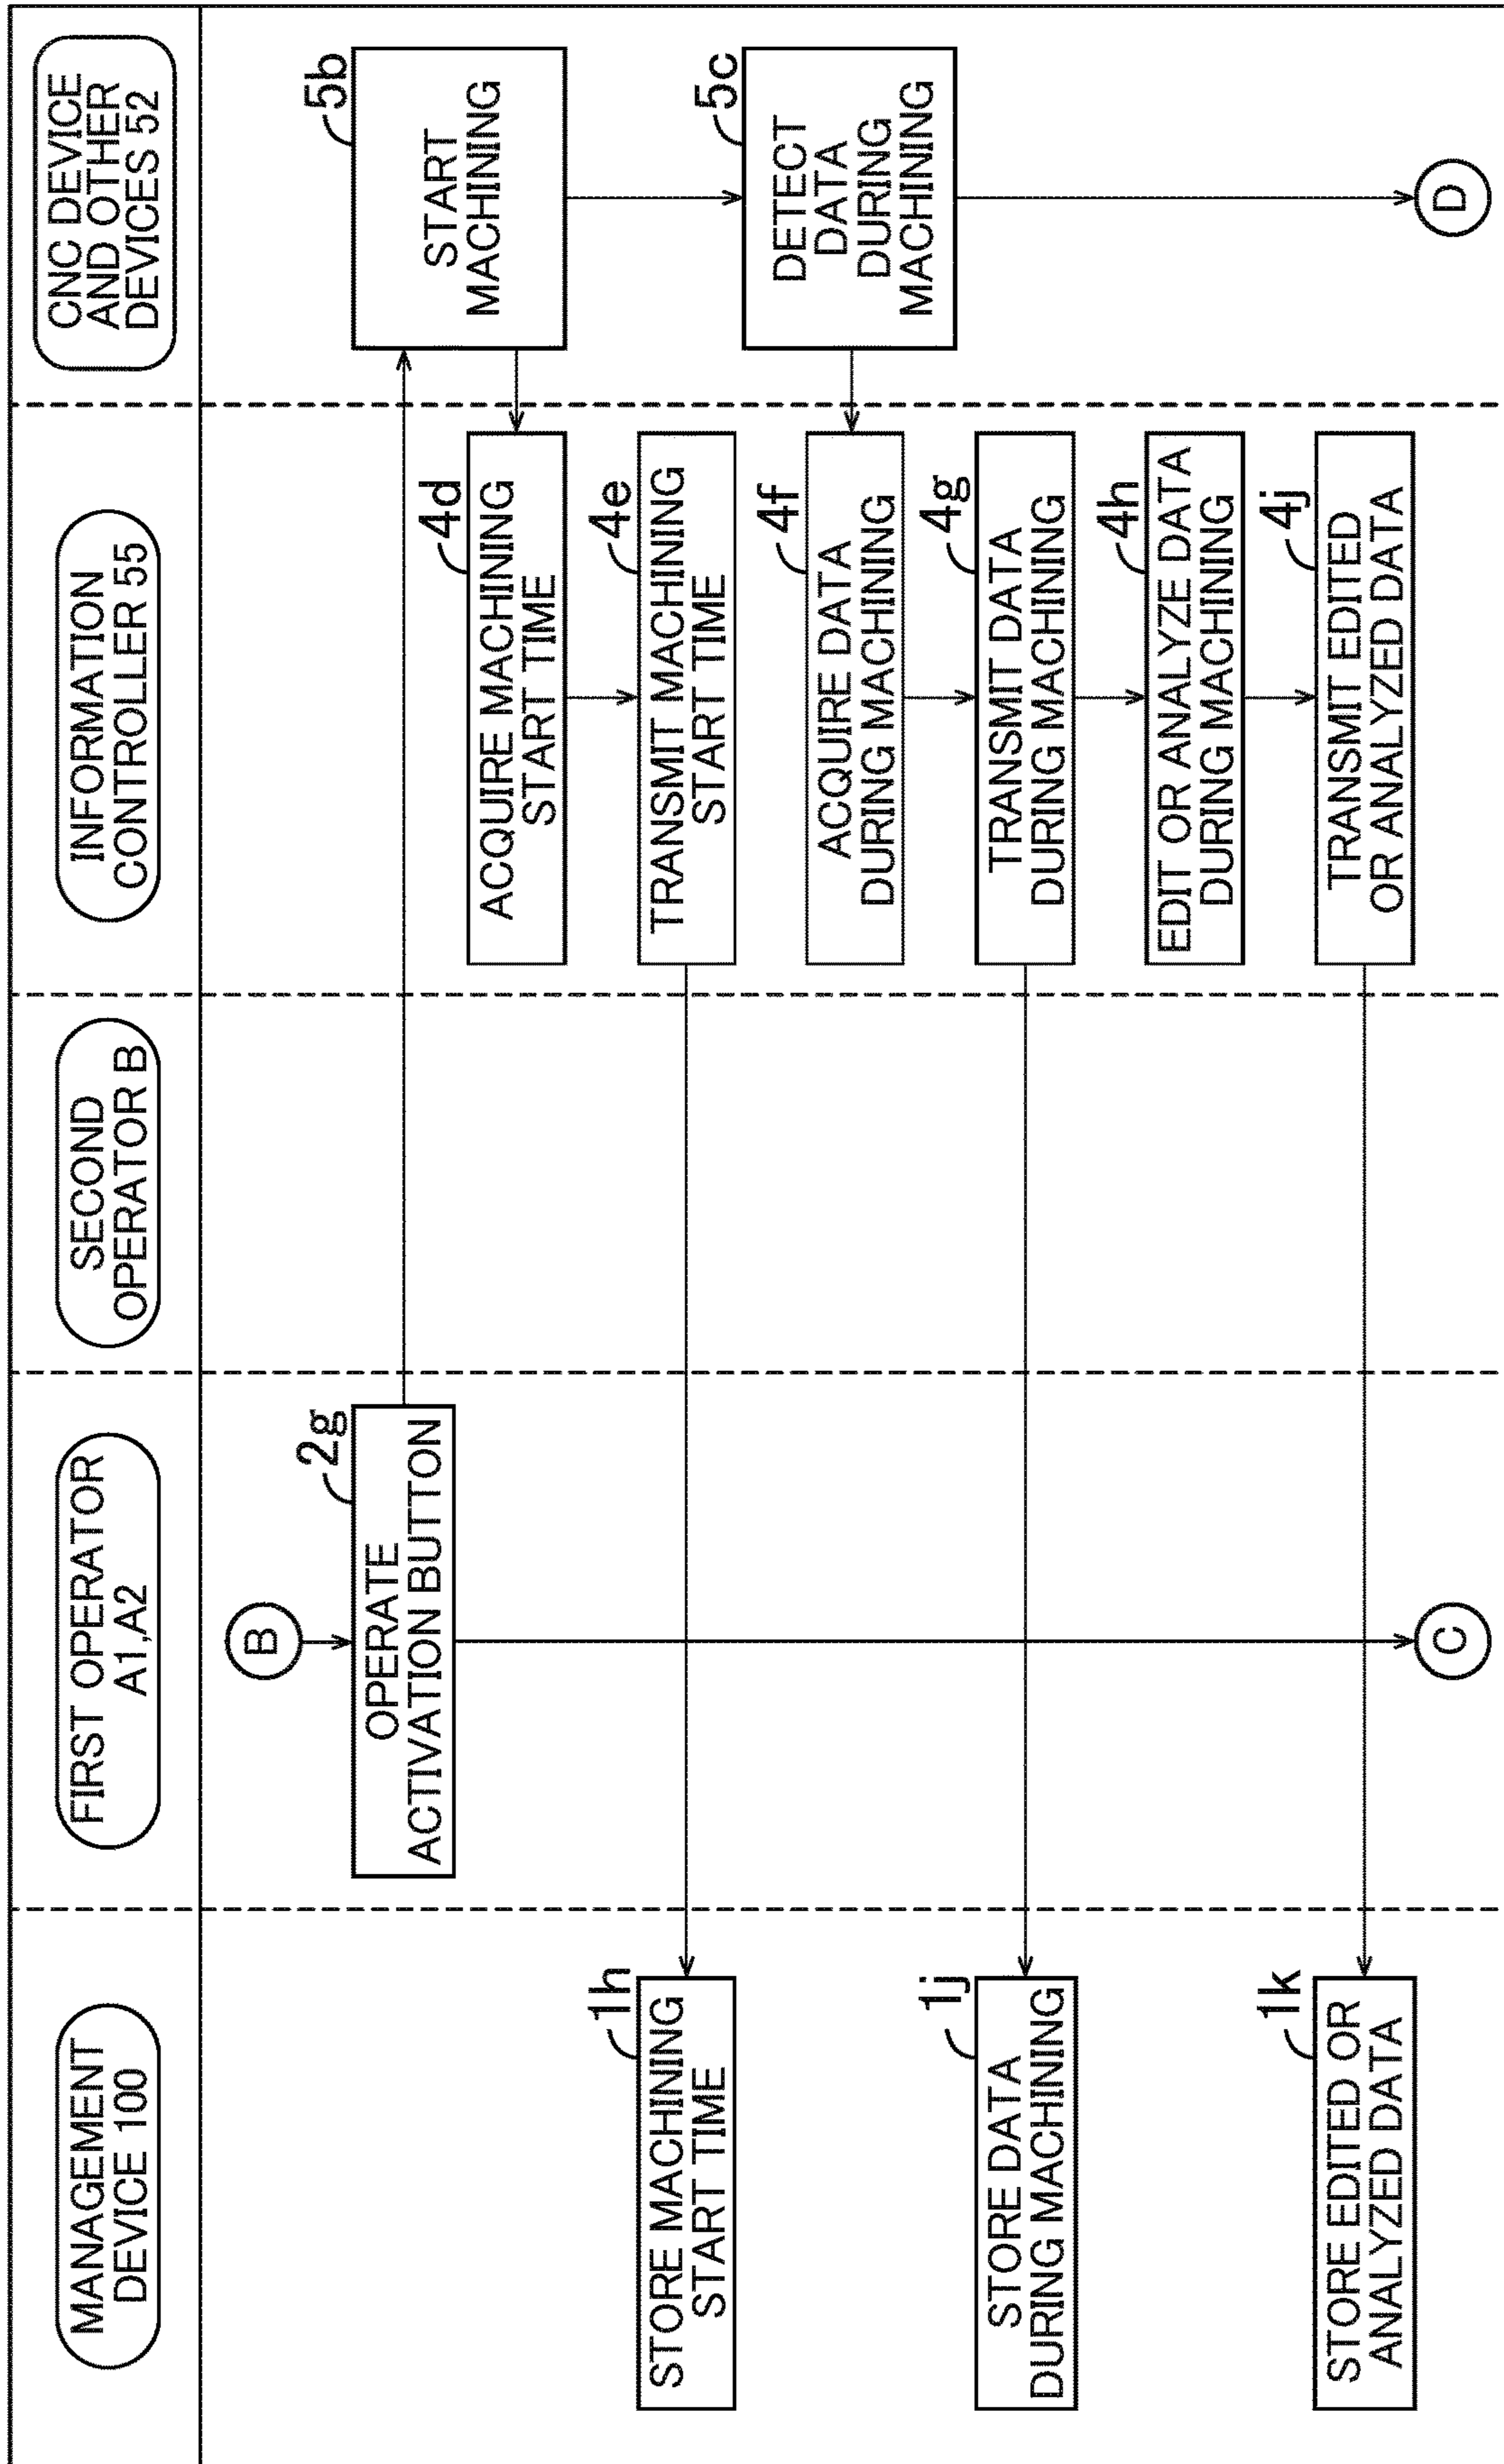 MANAGEMENT
DEVICE 100
FIRST OPERATOR
A1,A2
SECOND
OPERATOR B
INFORMATION
CONTROLLER 55
CNC DEVICE
AND OTHER
DEVICES 52
B
2g
OPERATE
ACTIVATION BUTTON
5b
START
MACHINING
4d
ACQUIRE MACHINING
START TIME
1h
STORE MACHINING
START TIME
4e
TRANSMIT MACHINING
START TIME
5c
DETECT
DATA
DURING
MACHINING
4f
ACQUIRE DATA
DURING MACHINING
1j
STORE DATA
DURING MACHINING
4g
TRANSMIT DATA
DURING MACHINING
4h
EDIT OR ANALYZE DATA
DURING MACHINING
1k
STORE EDITED OR
ANALYZED DATA
4j
TRANSMIT EDITED
OR ANALYZED DATA
C
D